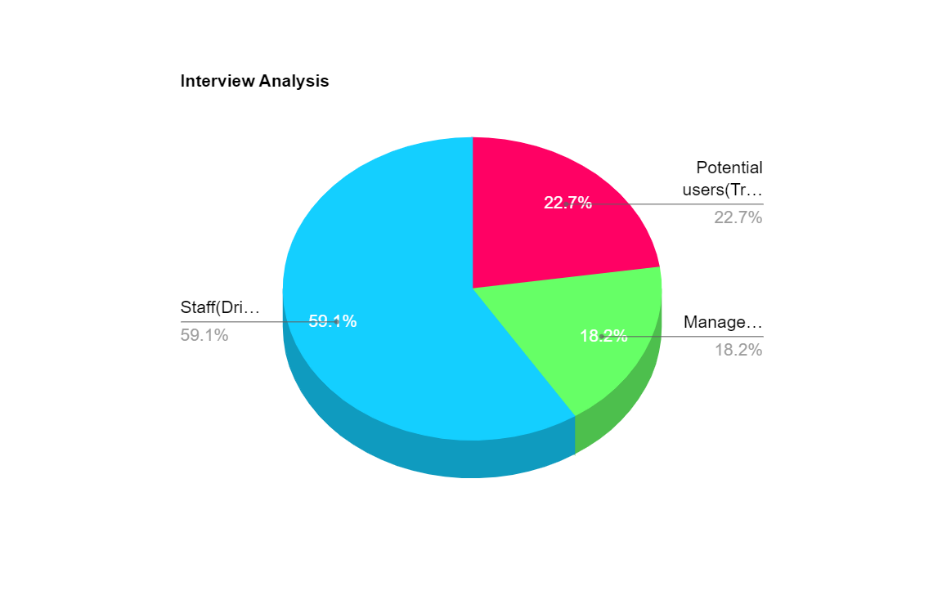 Interview Analysis
Potential
users(Tr…
22.7%
22.7%
Staff(Dri…
59.1%
59.1%
Manage…
18.2%
18.2%